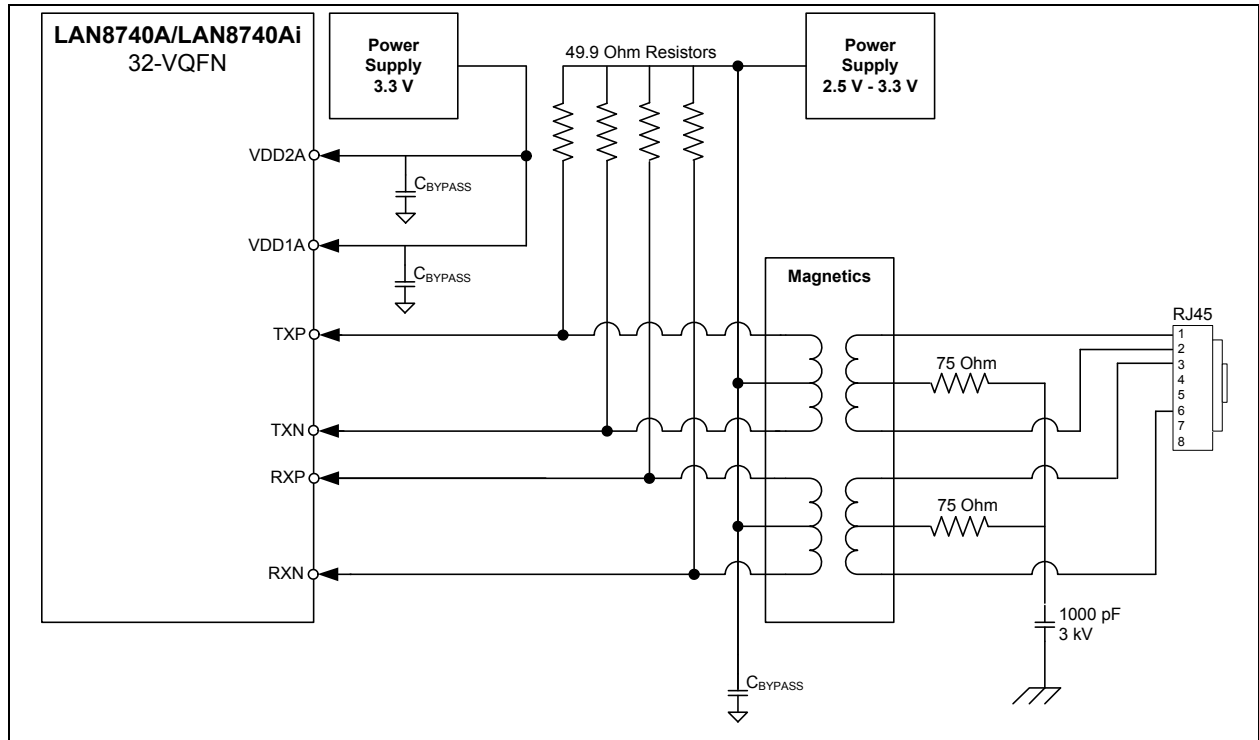 LAN8740A/LAN8740Ai
32-VQFN
Power
Supply
3.3 V
49.9 Ohm Resistors
Power
Supply
2.5 V - 3.3 V
VDD2A
CBYPASS
VDD1A
CBYPASS
Magnetics
RJ45
TXP
1
2
3
4
5
6
7
8
75 Ohm
TXN
RXP
75 Ohm
RXN
1000 pF
3 kV
CBYPASS